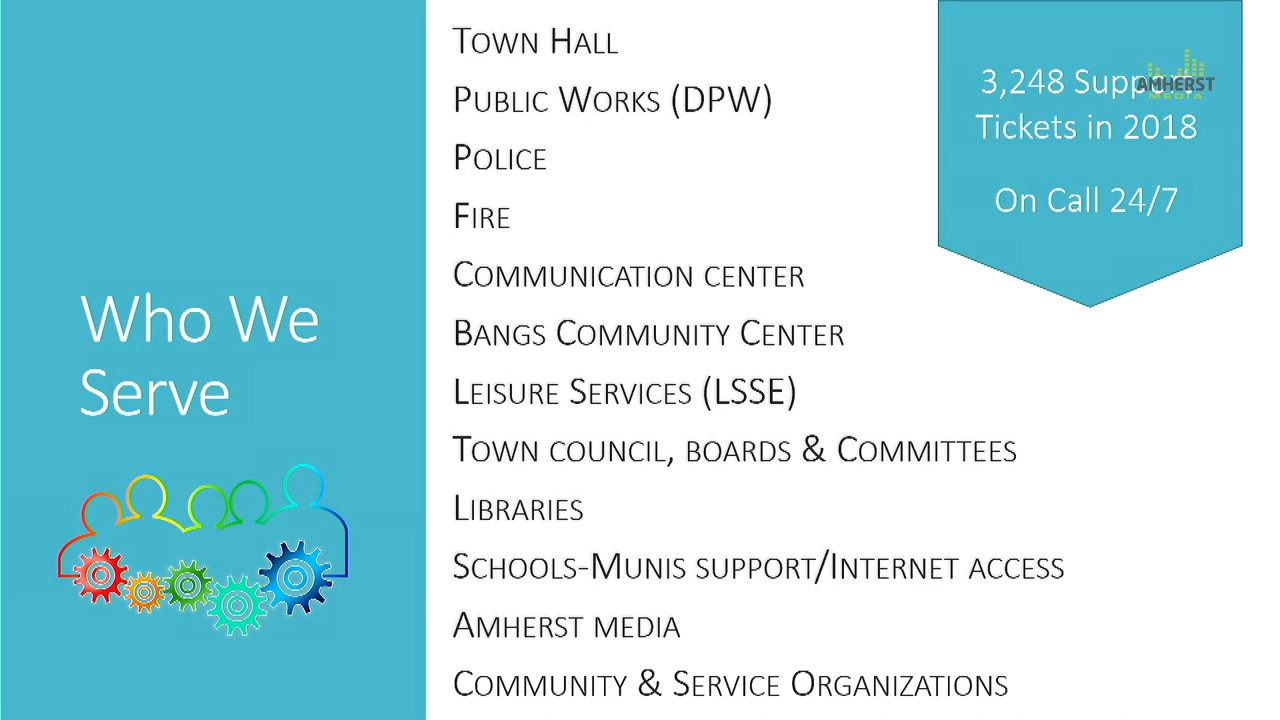 Who We
Serve
Town Hall
Public Works (DPW)
Police
Fire
Communication center
Bangs Community Center
Leisure Services (LSSE)
Town council, boards & Committees
Libraries
Schools-Munis support/Internet access
Amherst media
Community & Service Organizations
3,248 Support
Tickets in 2018
On Call 24/7
AMHERST
MEDIA